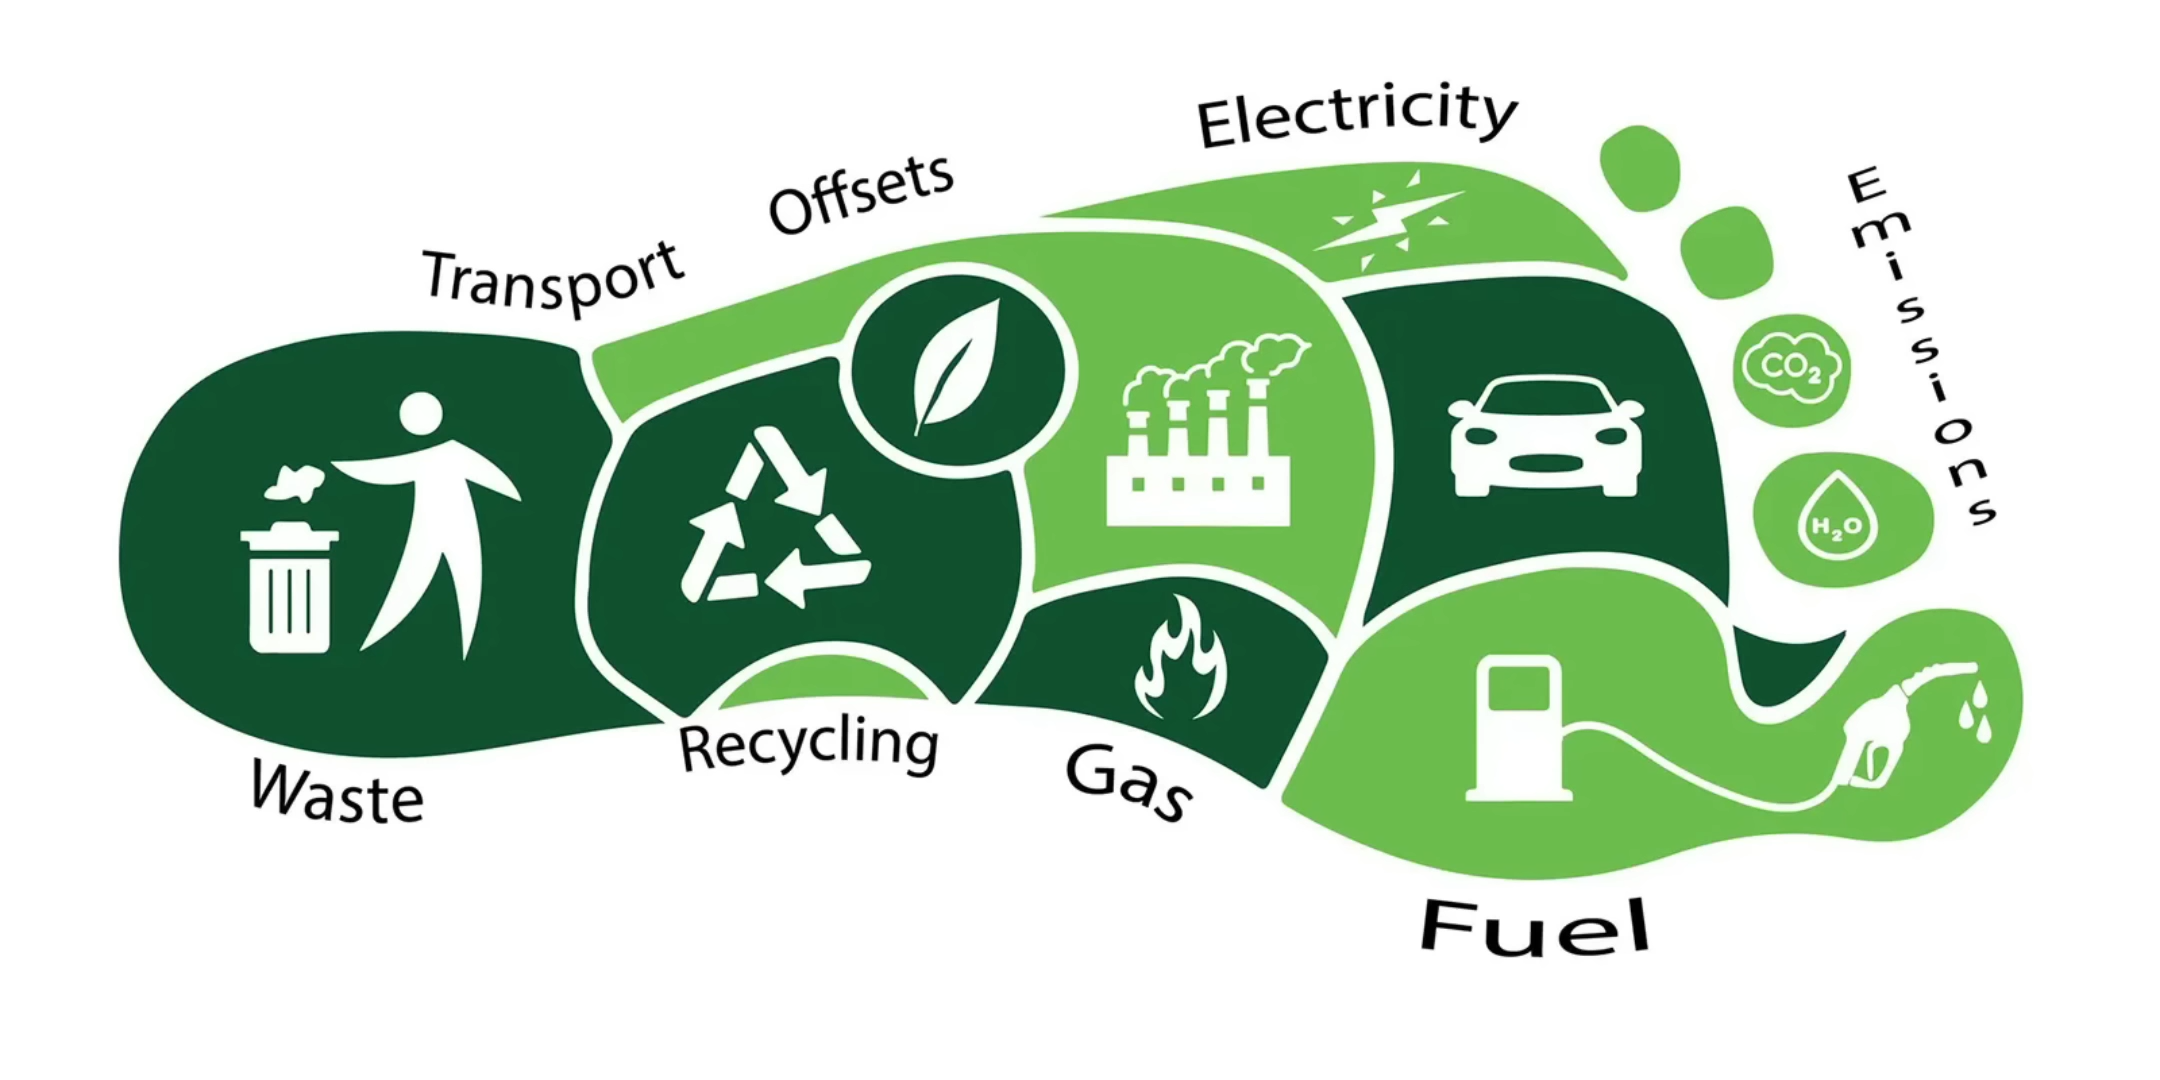 Electricity
Offsets
Transport
Emissions
CO₂
H₂O
Recycling
Gas
Waste
Fuel